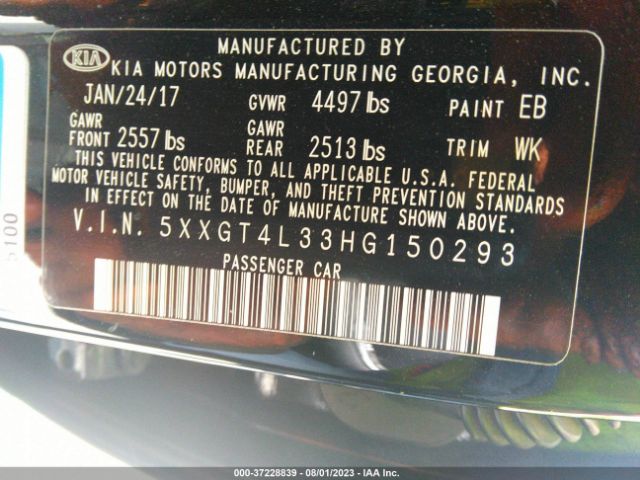 MANUFACTURED BY
KIA KIA MOTORS MANUFACTURING GEORGIA, INC.
JAN/24/17 GVWR 4497 lbs PAINT EB
GAWR FRONT 2557 lbs GAWR REAR 2513 lbs TRIM WK
THIS VEHICLE CONFORMS TO ALL APPLICABLE U.S.A. FEDERAL
MOTOR VEHICLE SAFETY, BUMPER, AND THEFT PREVENTION STANDARDS
IN EFFECT ON THE DATE OF MANUFACTURE SHOWN ABOVE.
V.I.N. 5XXGT4L33HG150293
PASSENGER CAR
000-37228839 - 08/01/2023 - IAA Inc.